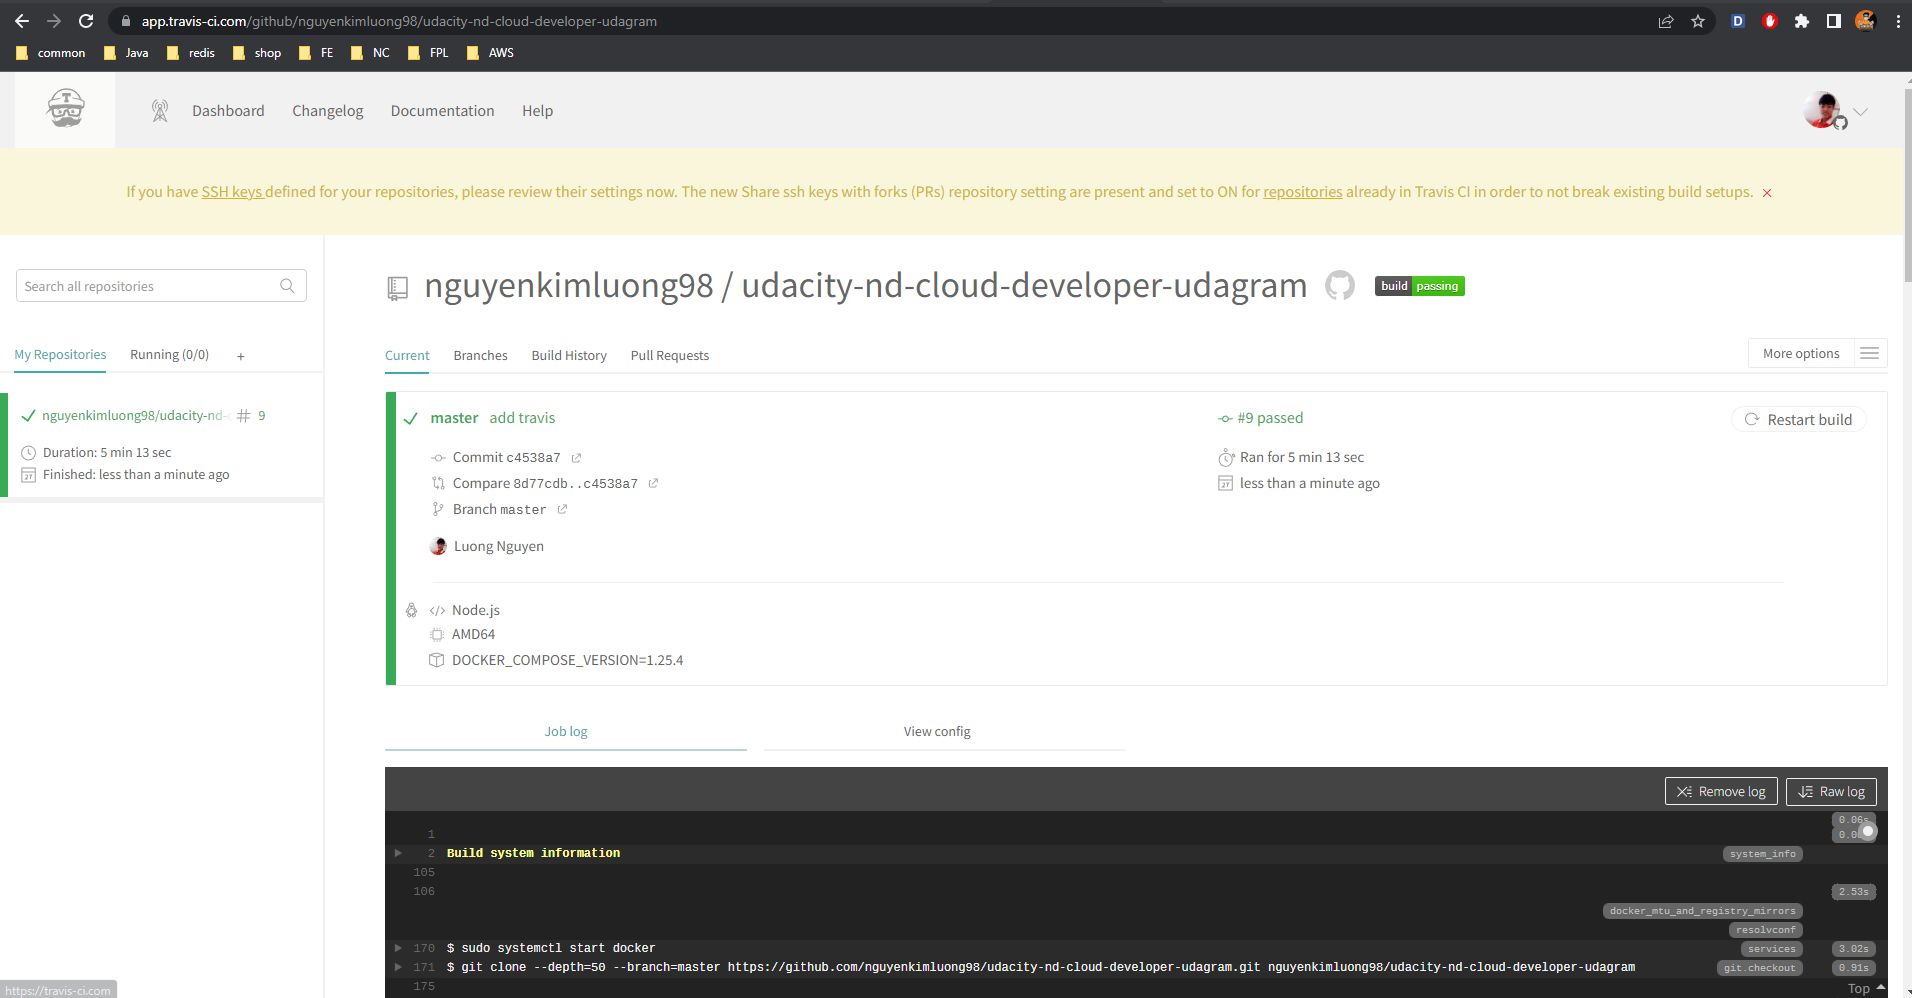 app.travis-ci.com/github/nguyenkimluong98/udacity-nd-cloud-developer-udagram
common Java redis shop FE NC FPL AWS
Dashboard Changelog Documentation Help
If you have SSH keys defined for your repositories, please review their settings now. The new Share ssh keys with forks (PRs) repository setting are present and set to ON for repositories already in Travis CI in order to not break existing build setups. ×
Search all repositories
My Repositories Running (0/0) +
nguyenkimluong98/udacity-nd- # 9
Duration: 5 min 13 sec
Finished: less than a minute ago
nguyenkimluong98 / udacity-nd-cloud-developer-udagram build passing
Current Branches Build History Pull Requests More options
master add travis #9 passed Restart build
Commit c4538a7 Ran for 5 min 13 sec
Compare 8d77cdb..c4538a7 less than a minute ago
Branch master
Luong Nguyen
Node.js
AMD64
DOCKER_COMPOSE_VERSION=1.25.4
Job log View config
Remove log Raw log
0.06s
1
2 Build system information system_info
105
106 2.53s
docker_mtu_and_registry_mirrors
resolvconf
170 $ sudo systemctl start docker services 3.02s
171 $ git clone --depth=50 --branch=master https://github.com/nguyenkimluong98/udacity-nd-cloud-developer-udagram.git nguyenkimluong98/udacity-nd-cloud-developer-udagram git.checkout 0.91s
175 Top
https://travis-ci.com